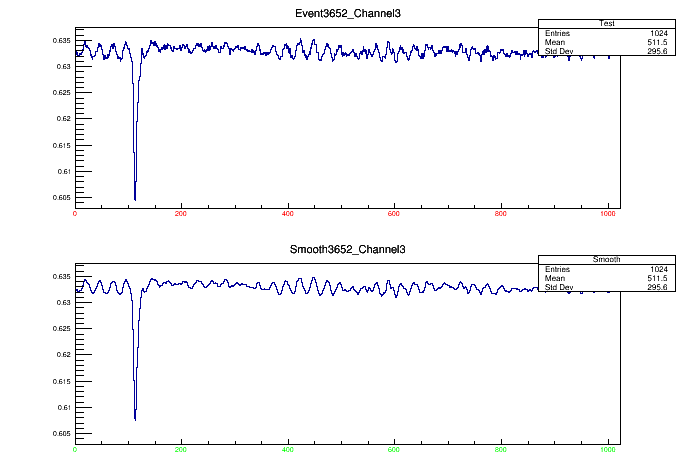 Event3652_Channel3
Test
Entries 1024
Mean 511.5
Std Dev 295.6
0.635
0.63
0.625
0.62
0.615
0.61
0.605
0 200 400 600 800 1000
Smooth3652_Channel3
Smooth
Entries 1024
Mean 511.5
Std Dev 295.6
0.635
0.63
0.625
0.62
0.615
0.61
0.605
0 200 400 600 800 1000